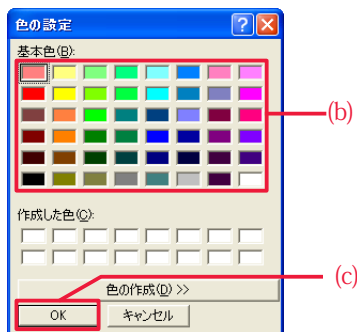 色の設定
基本色(B):
(b)
作成した色(C):
(c)
色の作成(D) >>
OK
キャンセル